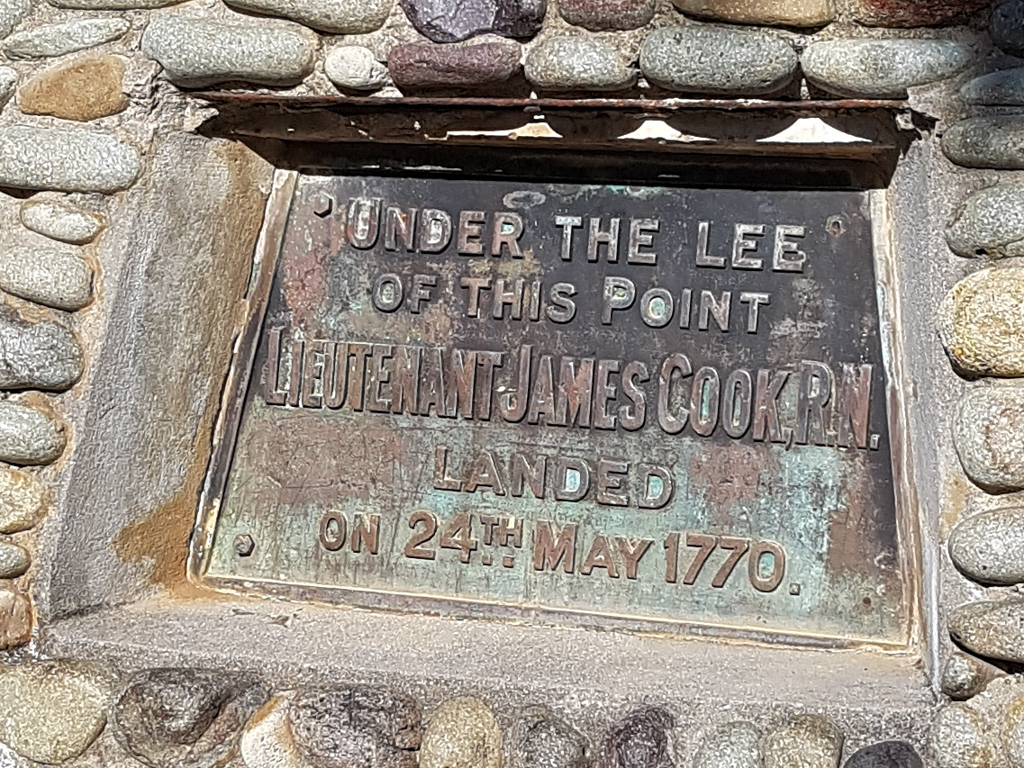 UNDER THE LEE
OF THIS POINT
LIEUTENANT JAMES COOK, R.N.
LANDED
ON 24TH MAY 1770.